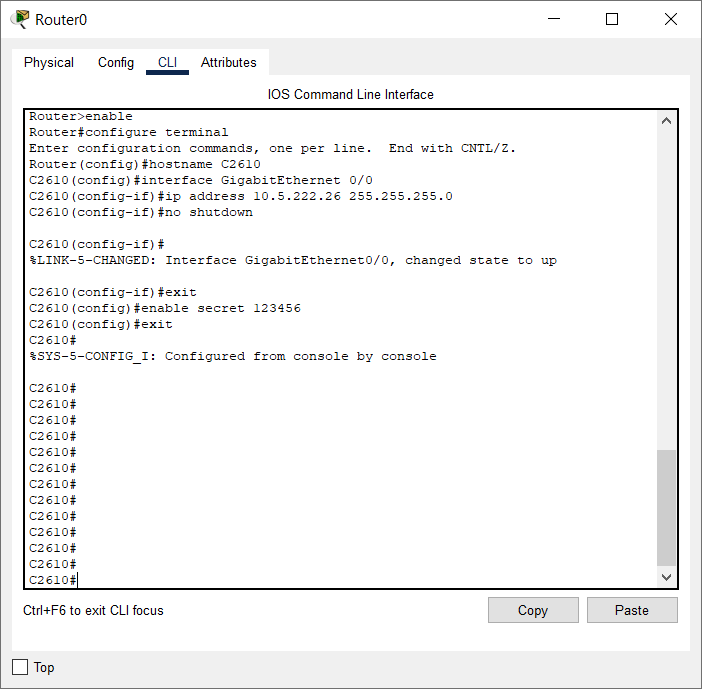 Router0
Physical Config CLI Attributes
IOS Command Line Interface
Router>enable
Router#configure terminal
Enter configuration commands, one per line.  End with CNTL/Z.
Router(config)#hostname C2610
C2610(config)#interface GigabitEthernet 0/0
C2610(config-if)#ip address 10.5.222.26 255.255.255.0
C2610(config-if)#no shutdown
C2610(config-if)#
%LINK-5-CHANGED: Interface GigabitEthernet0/0, changed state to up
C2610(config-if)#exit
C2610(config)#enable secret 123456
C2610(config)#exit
C2610#
%SYS-5-CONFIG_I: Configured from console by console
C2610#
C2610#
C2610#
C2610#
C2610#
C2610#
C2610#
C2610#
C2610#
C2610#
C2610#
C2610#
C2610#
Ctrl+F6 to exit CLI focus
Copy Paste
Top